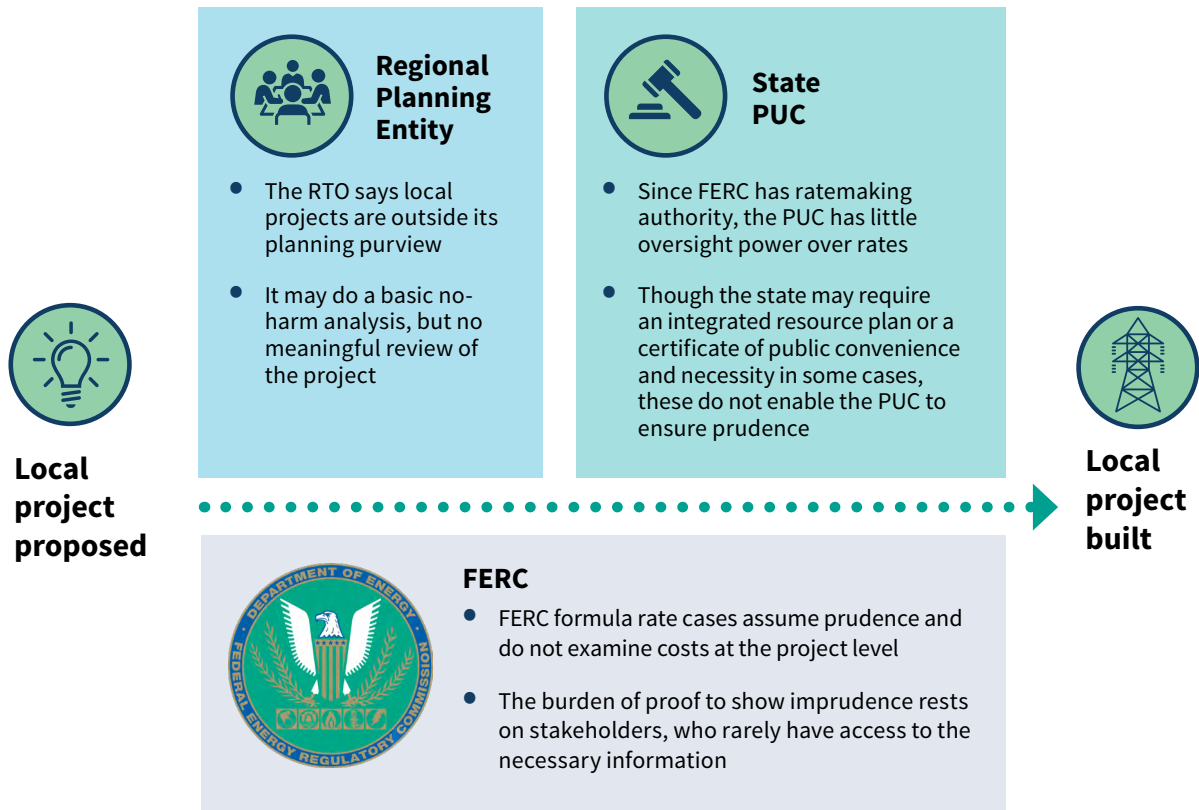 Local
project
proposed
Regional
Planning
Entity
• The RTO says local
projects are outside its
planning purview
• It may do a basic no-
harm analysis, but no
meaningful review of
the project
State
PUC
• Since FERC has ratemaking
authority, the PUC has little
oversight power over rates
• Though the state may require
an integrated resource plan or a
certificate of public convenience
and necessity in some cases,
these do not enable the PUC to
ensure prudence
DEPARTMENT OF ENERGY
FEDERAL ENERGY REGULATORY COMMISSION
FERC
• FERC formula rate cases assume prudence and
do not examine costs at the project level
• The burden of proof to show imprudence rests
on stakeholders, who rarely have access to the
necessary information
Local
project
built